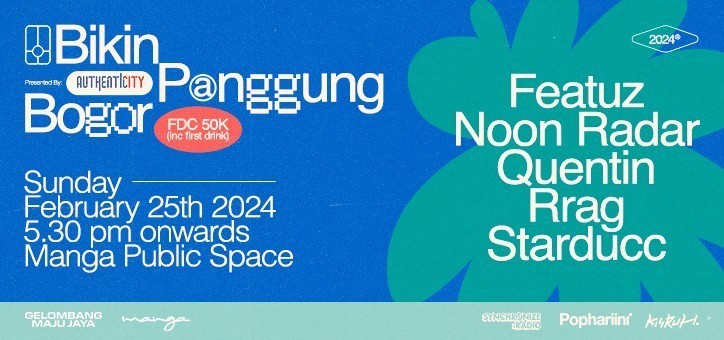 Bikin
Presented By: AUTHENTICITY
P@nggung
Bogor
FDC 50K
(inc first drink)
Sunday
February 25th 2024
5.30 pm onwards
Manga Public Space
2024®
Featuz
Noon Radar
Quentin
Rrag
Starducc
GELOMBANG
MAJU JAYA
manga
SYNCHRONIZE
RADIO
Pophariini